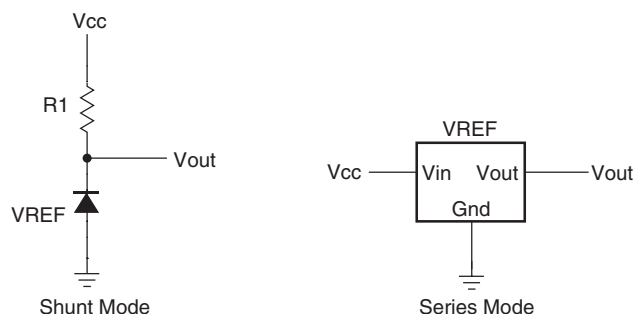 Vcc
R1
Vout
VREF
Shunt Mode
VREF
Vcc
Vin
Vout
Vout
Gnd
Series Mode